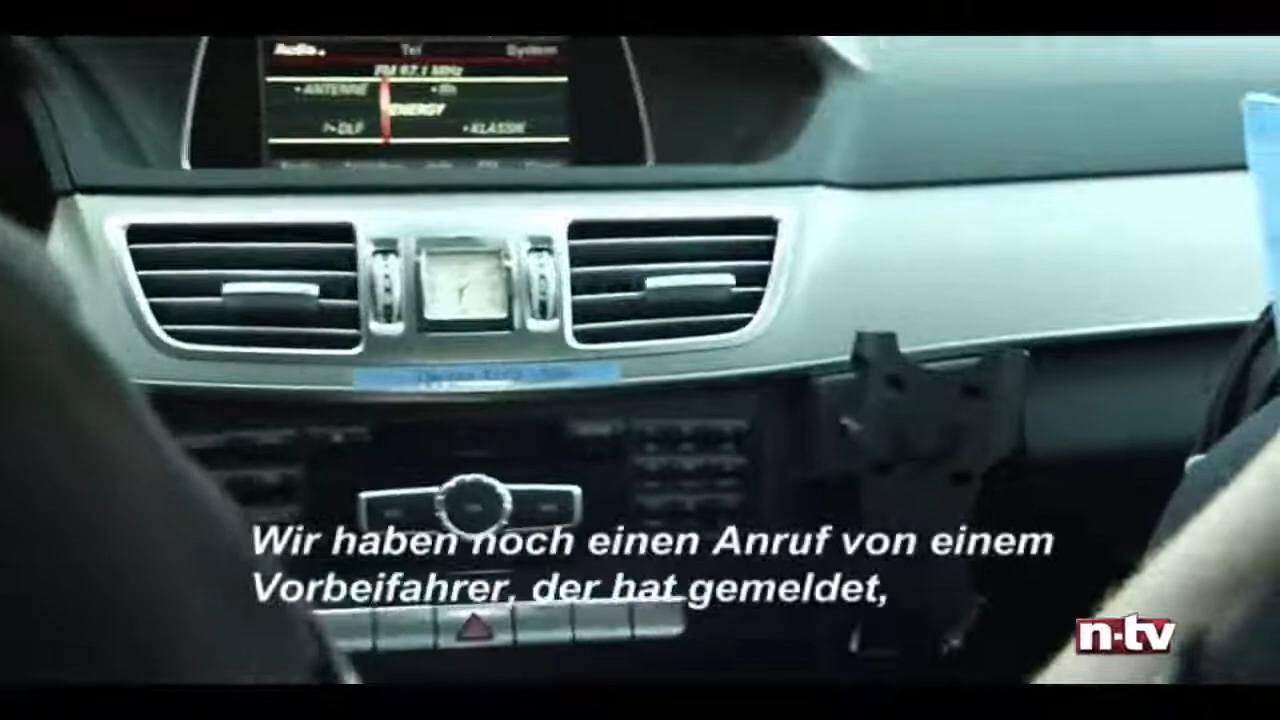 Audio
Tel
System
FM 97.1 MHz
ANTENNE
ENERGY
DLF
KLASSIK
Wir haben noch einen Anruf von einem
Vorbeifahrer, der hat gemeldet,
n-tv